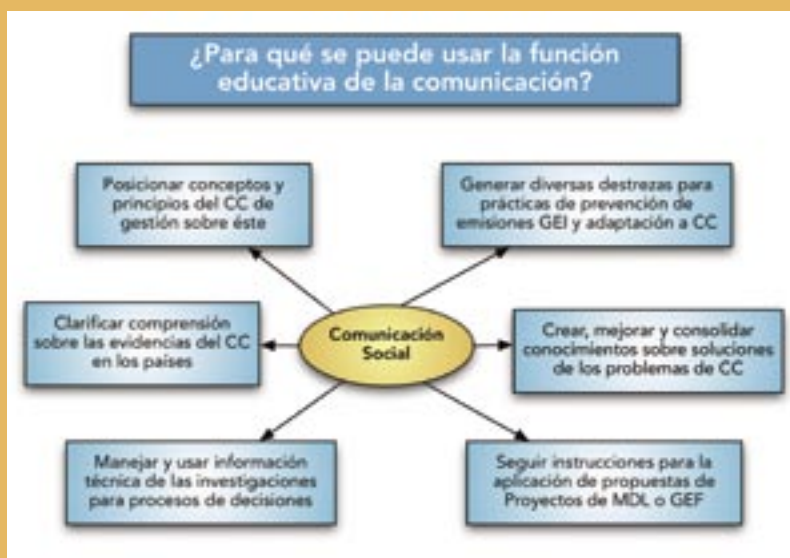 ¿Para qué se puede usar la función
educativa de la comunicación?
Posicionar conceptos y
principios del CC de
gestión sobre éste
Generar diversas destrezas para
prácticas de prevención de
emisiones GEI y adaptación a CC
Clarificar comprensión
sobre las evidencias del CC
en los países
Comunicación
Social
Crear, mejorar y consolidar
conocimientos sobre soluciones
de los problemas de CC
Manejar y usar información
técnica de las investigaciones
para procesos de decisiones
Seguir instrucciones para la
aplicación de propuestas de
Proyectos de MDL o GEF